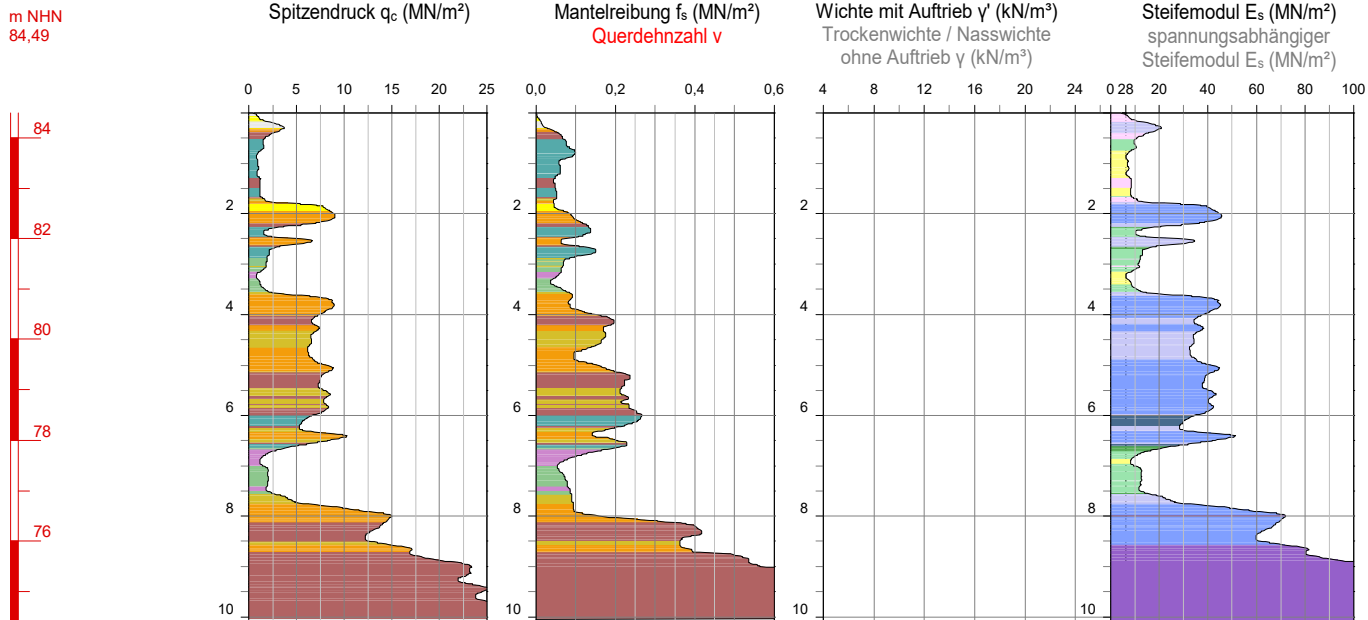 m NHN
84,49
Spitzendruck qc (MN/m²)
Mantelreibung fs (MN/m²)
Querdehnzahl ν
Wichte mit Auftrieb γ' (kN/m³)
Trockenwichte / Nasswichte
ohne Auftrieb γ (kN/m³)
Steifemodul Es (MN/m²)
spannungsabhängiger
Steifemodul Es (MN/m²)
0 5 10 15 20 25
0,0 0,2 0,4 0,6
4 8 12 16 20 24
0 28 20 40 60 80 100
84
82
80
78
76
2 2 2 2
4 4 4 4
6 6 6 6
8 8 8 8
10 10 10 10